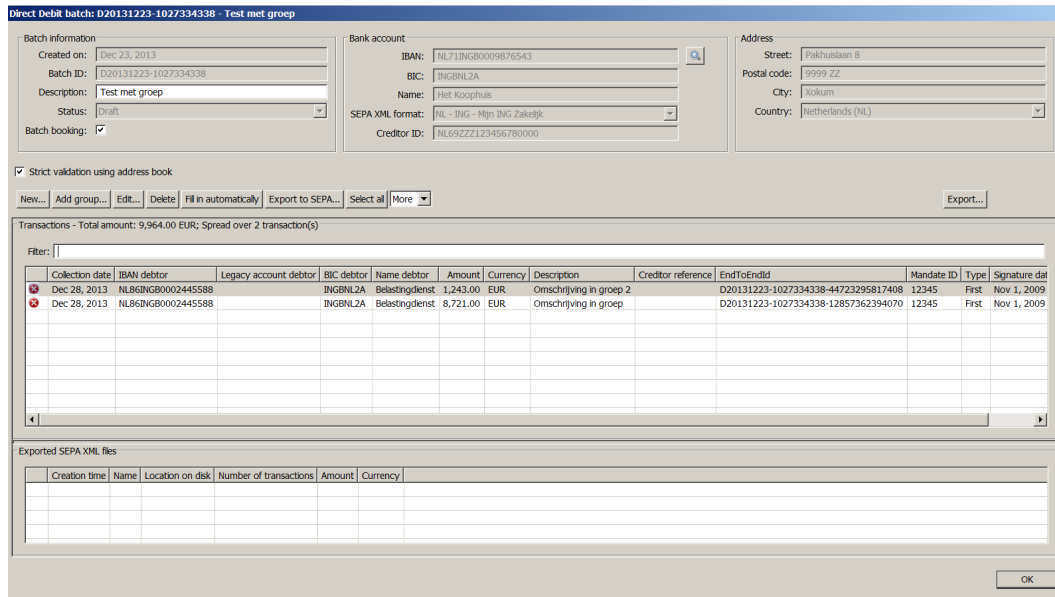 Direct Debit batch: D20131223-1027334338 - Test met groep
Batch information
Created on: Dec 23, 2013
Batch ID: D20131223-1027334338
Description: Test met groep
Status: Draft
Batch booking:
Bank account
IBAN: NL71INGB0009876543
BIC: INGBNL2A
Name: Het Koophuis
SEPA XML format: NL - ING - Mijn ING Zakelijk
Creditor ID: NL69ZZZ123456780000
Address
Street: Pakhuislaan 8
Postal code: 9999 ZZ
City: Xokum
Country: Netherlands (NL)
Strict validation using address book
New... Add group... Edit... Delete Fill in automatically Export to SEPA... Select all More Export...
Transactions - Total amount: 9,964.00 EUR; Spread over 2 transaction(s)
Filter:
Collection date IBAN debtor Legacy account debtor BIC debtor Name debtor Amount Currency Description Creditor reference EndToEndId Mandate ID Type Signature dat
Dec 28, 2013 NL86INGB0002445588 INGBNL2A Belastingdienst 1,243.00 EUR Omschrijving in groep 2 D20131223-1027334338-44723295817408 12345 First Nov 1, 2009
Dec 28, 2013 NL86INGB0002445588 INGBNL2A Belastingdienst 8,721.00 EUR Omschrijving in groep D20131223-1027334338-12857362394070 12345 First Nov 1, 2009
Exported SEPA XML files
Creation time Name Location on disk Number of transactions Amount Currency
OK